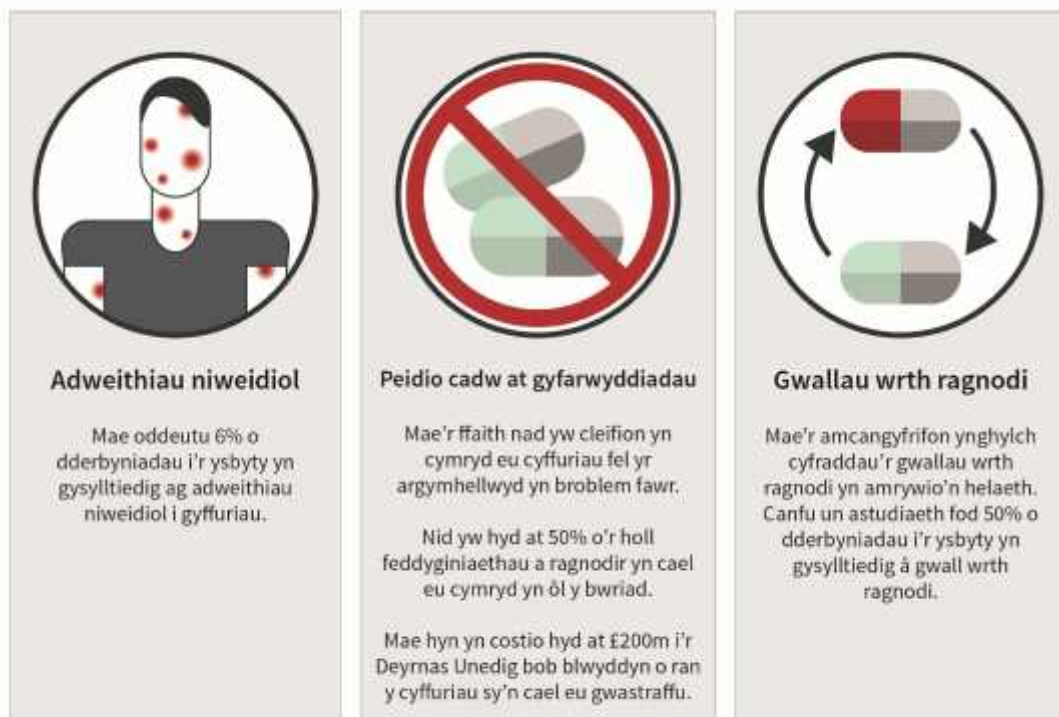 Adweithiau niweidiol
Mae oddeutu 6% o
dderbyniadau i'r ysbyty yn
gysylltiedig ag adweithiau
niweidiol i gyffuriau.
Peidio cadw at gyfarwyddiadau
Mae'r ffaith nad yw cleifion yn
cymryd eu cyffuriau fel yr
argymhellwyd yn broblem fawr.
Nid yw hyd at 50% o'r holl
feddyginiaethau a ragnodir yn cael
eu cymryd yn ôl y bwriad.
Mae hyn yn costio hyd at £200m i'r
Deyrnas Unedig bob blwyddyn o ran
y cyffuriau sy'n cael eu gwastraffu.
Gwallau wrth ragnodi
Mae'r amcangyfrifon ynghylch
cyfraddau'r gwallau wrth
ragnodi yn amrywio'n helaeth.
Canfu un astudiaeth fod 50% o
dderbyniadau i'r ysbyty yn
gysylltiedig â gwall wrth
ragnodi.